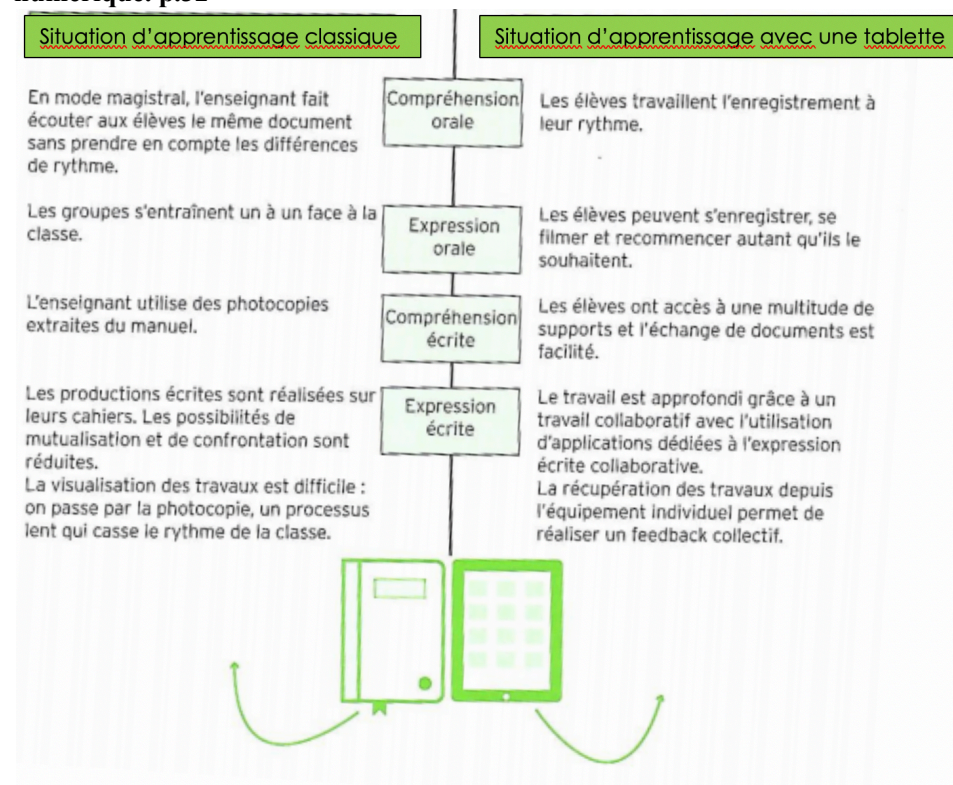 numérique. p.32
Situation d'apprentissage classique
Situation d'apprentissage avec une tablette
En mode magistral, l'enseignant fait
écouter aux élèves le même document
sans prendre en compte les différences
de rythme.
Compréhension
orale
Les élèves travaillent l'enregistrement à
leur rythme.
Les groupes s'entraînent un à un face à la
classe.
Expression
orale
Les élèves peuvent s'enregistrer, se
filmer et recommencer autant qu'ils le
souhaitent.
L'enseignant utilise des photocopies
extraites du manuel.
Compréhension
écrite
Les élèves ont accès à une multitude de
supports et l'échange de documents est
facilité.
Les productions écrites sont réalisées sur
leurs cahiers. Les possibilités de
mutualisation et de confrontation sont
réduites.
La visualisation des travaux est difficile :
on passe par la photocopie, un processus
lent qui casse le rythme de la classe.
Expression
écrite
Le travail est approfondi grâce à un
travail collaboratif avec l'utilisation
d'applications dédiées à l'expression
écrite collaborative.
La récupération des travaux depuis
l'équipement individuel permet de
réaliser un feedback collectif.